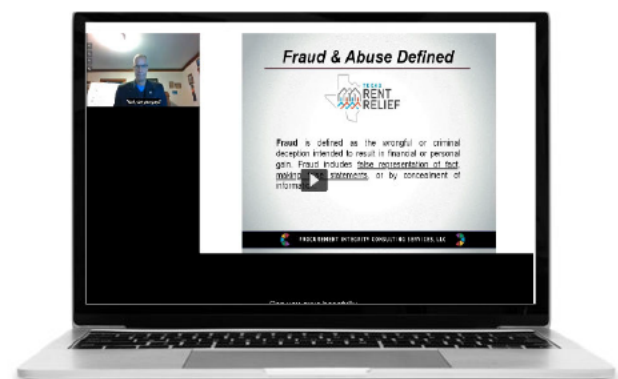 Fraud & Abuse Defined
TEXAS
RENT
RELIEF
Fraud is defined as the wrongful or criminal
deception intended to result in financial or personal
gain. Fraud includes false representation of fact,
making statements, or by concealment of
PROCUREMENT INTEGRITY CONSULTING SERVICES, LLC